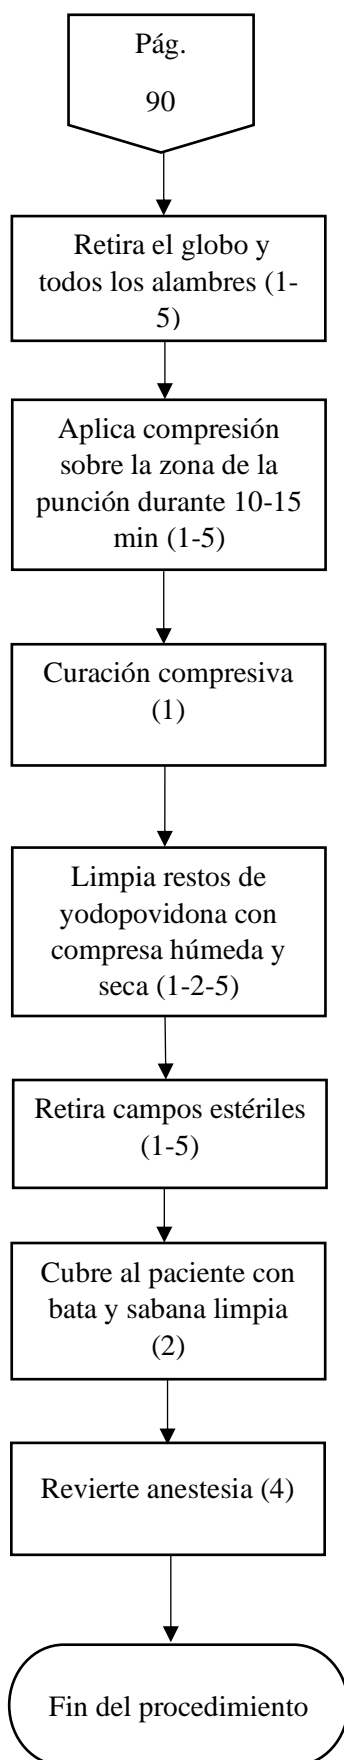 Pág.
90
Retira el globo y
todos los alambres (1-
5)
Aplica compresión
sobre la zona de la
punción durante 10-15
min (1-5)
Curación compresiva
(1)
Limpia restos de
yodopovidona con
compresa húmeda y
seca (1-2-5)
Retira campos estériles
(1-5)
Cubre al paciente con
bata y sabana limpia
(2)
Revierte anestesia (4)
Fin del procedimiento